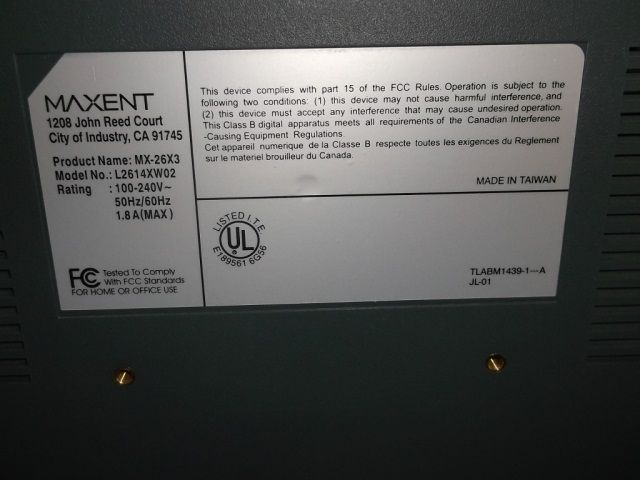 MAXENT
1208 John Reed Court
City of Industry, CA 91745
Product Name: MX-26X3
Model No.: L2614XW02
Rating : 100-240V~
50Hz/60Hz
1.8A(MAX)
FC Tested To Comply
With FCC Standards
FOR HOME OR OFFICE USE
This device complies with part 15 of the FCC Rules. Operation is subject to the
following two conditions: (1) this device may not cause harmful interference, and
(2) this device must accept any interference that may cause undesired operation.
This Class B digital apparatus meets all requirements of the Canadian Interference
-Causing Equipment Regulations.
Cet appareil numerique de la Classe B respecte toutes les exigences du Reglement
sur le materiel brouilleur du Canada.
MADE IN TAIWAN
LISTED I.T.E.
UL
E189561 6G56
TLABM1439-1---A
JL-01